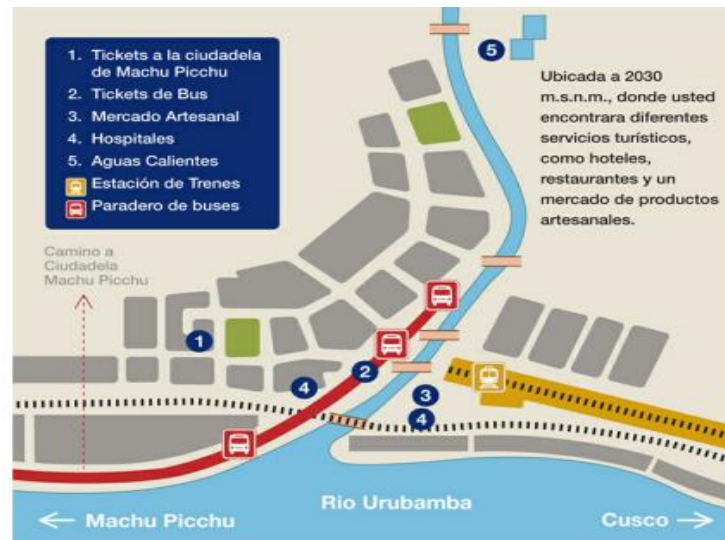 1. Tickets a la ciudadela
de Machu Picchu
2. Tickets de Bus
3. Mercado Artesanal
4. Hospitales
5. Aguas Calientes
Estación de Trenes
Paradero de buses
5
Ubicada a 2030
m.s.n.m., donde usted
encontrara diferentes
servicios turísticos,
como hoteles,
restaurantes y un
mercado de productos
artesanales.
Camino a
Ciudadela
Machu Picchu
1
2
4
3
4
Rio Urubamba
← Machu Picchu
Cusco →